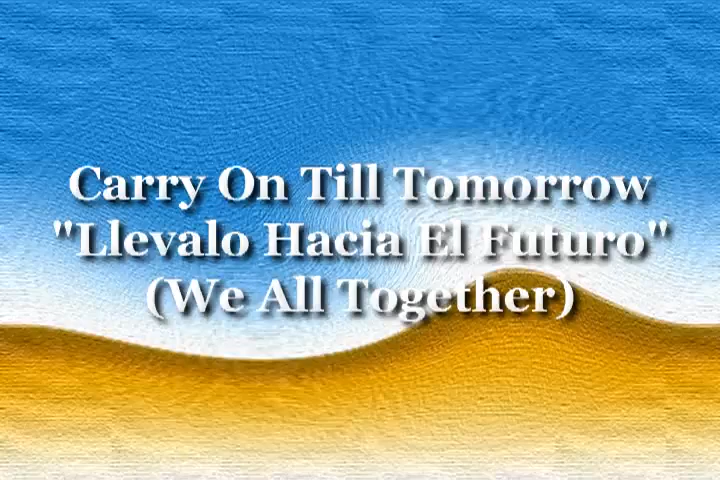 Carry On Till Tomorrow
"Llevalo Hacia El Futuro"
(We All Together)